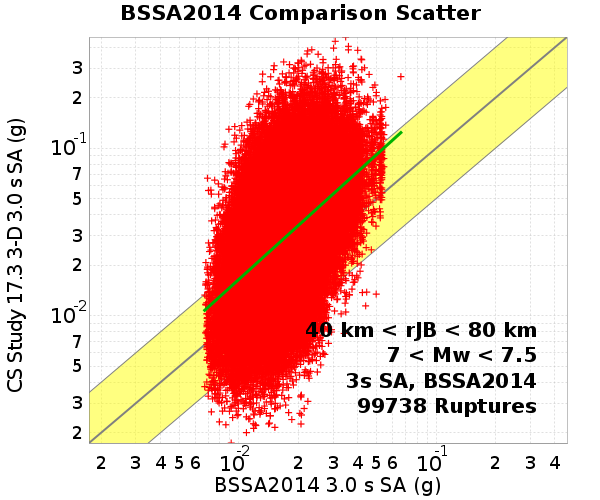 BSSA2014 Comparison Scatter
CS Study 17.3 3-D 3.0 s SA (g)
3
2
10-1
7
5
3
2
10-2
7
5
3
2
40 km < rJB < 80 km
7 < Mw < 7.5
3s SA, BSSA2014
99738 Ruptures
2 3 4 5 6 10-2 2 3 4 5 6 10-1 2 3 4
BSSA2014 3.0 s SA (g)